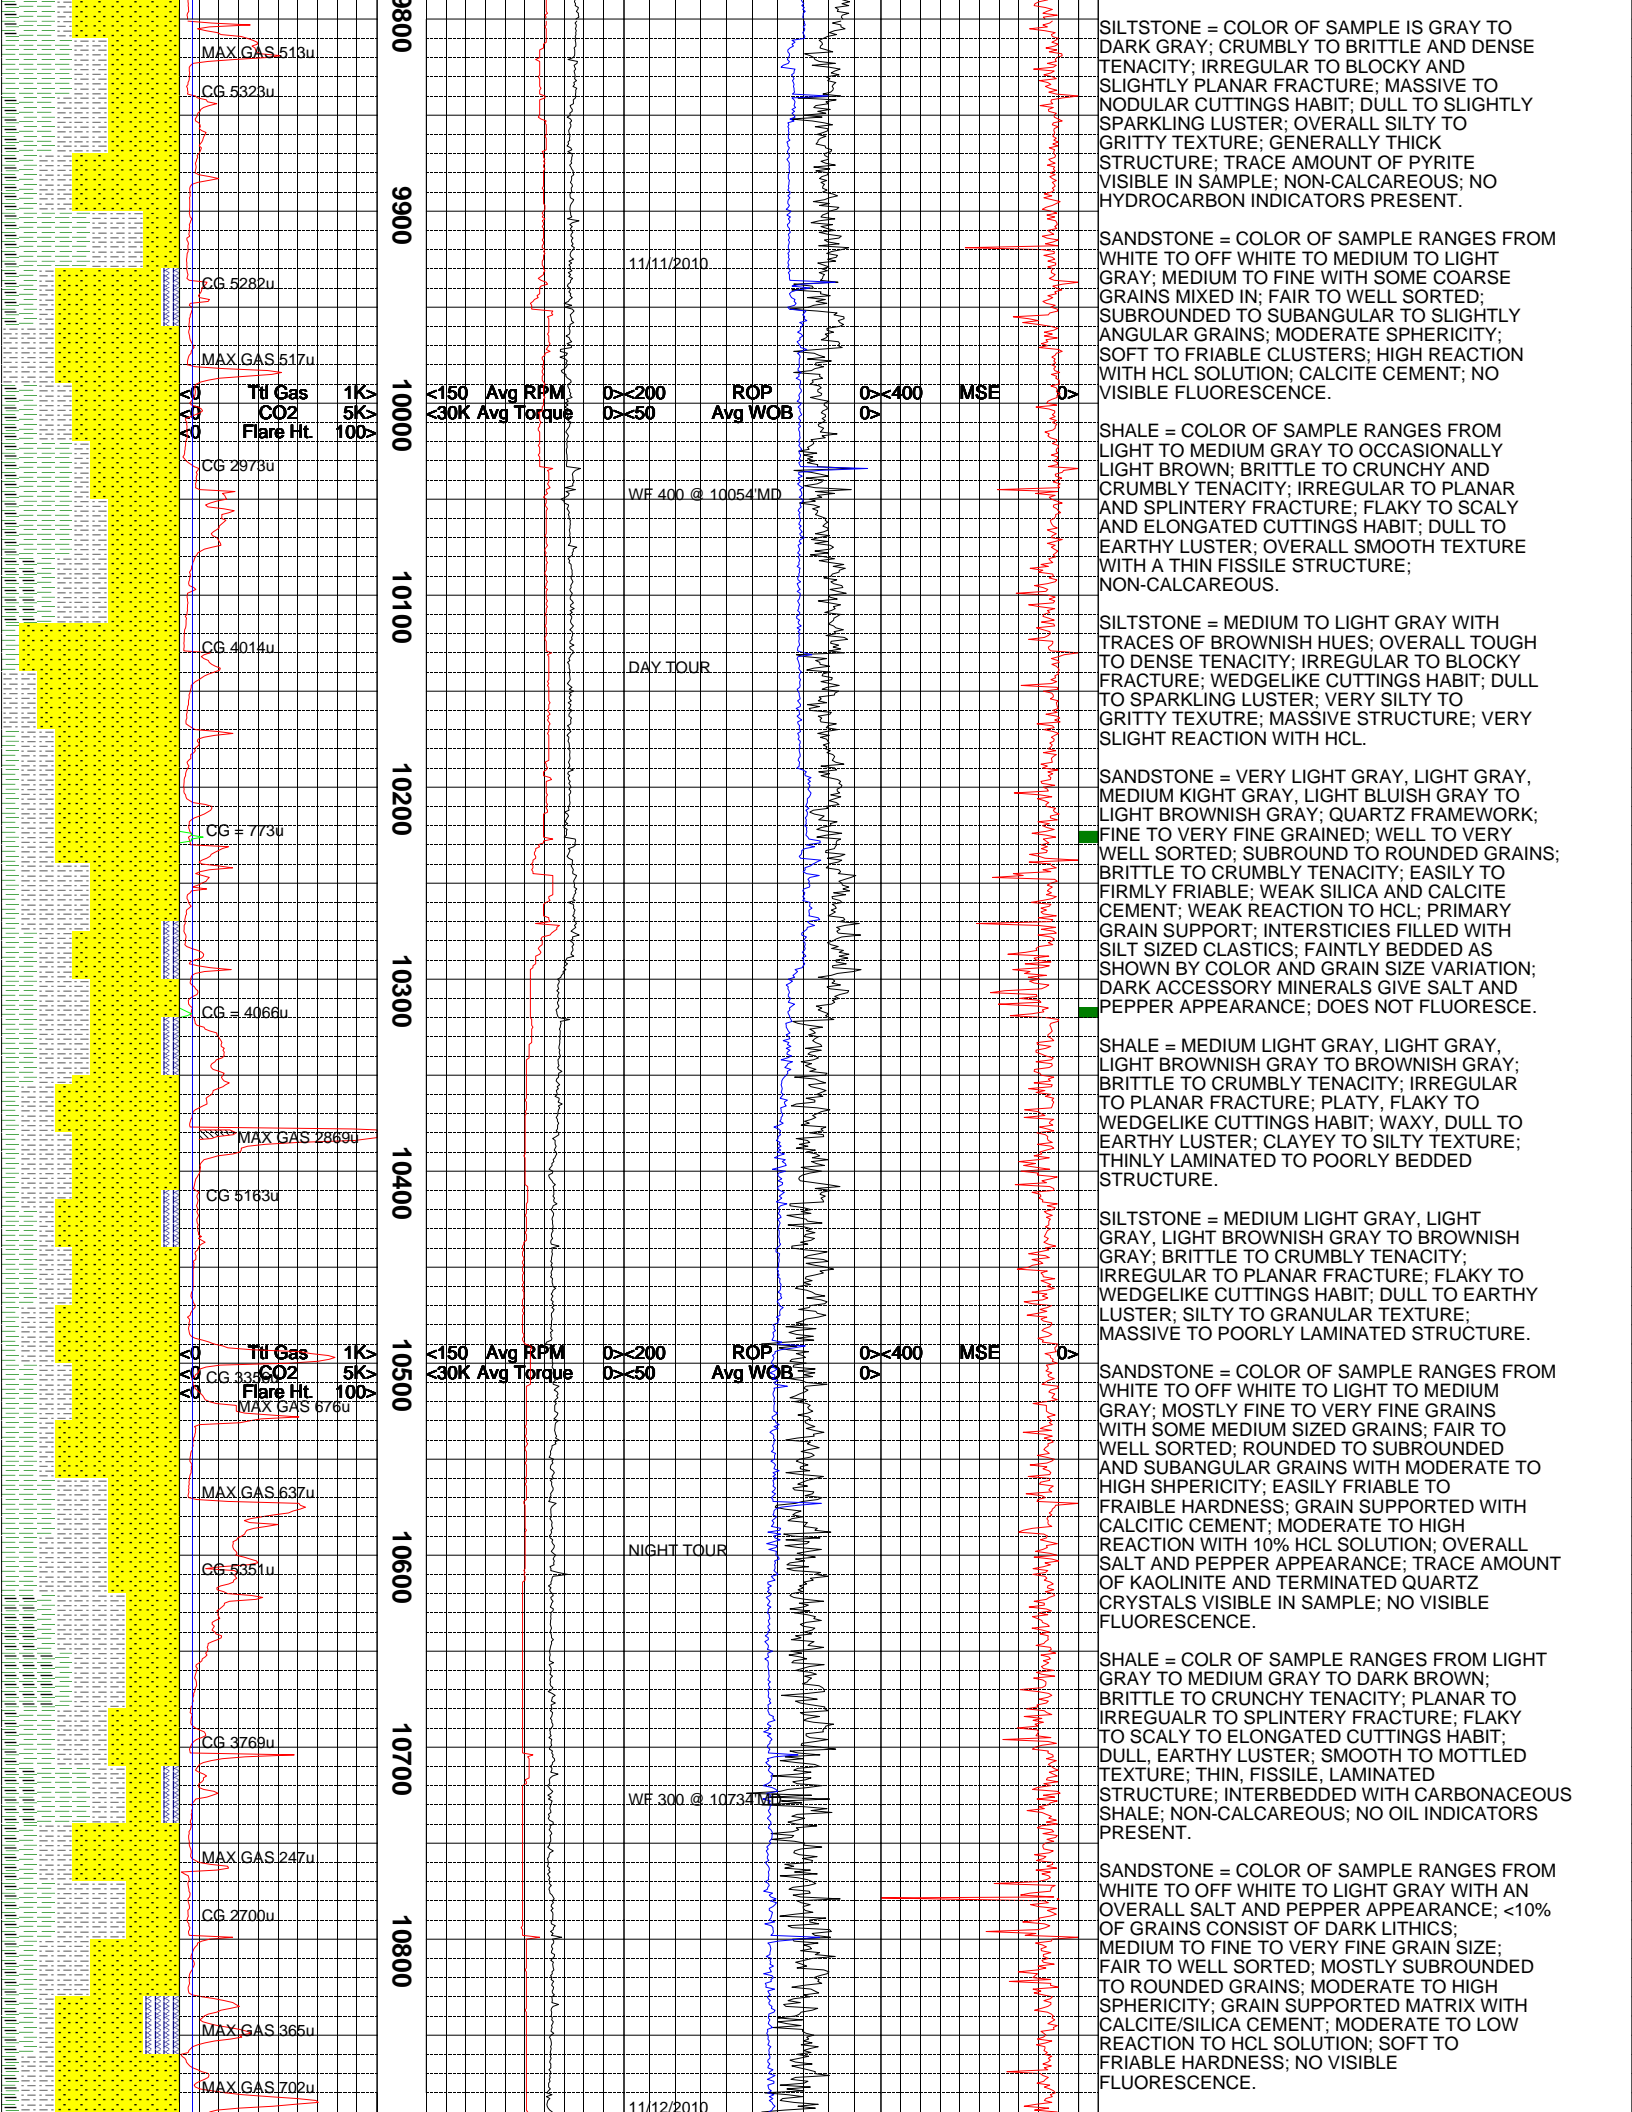 9800
MAX GAS 513u
CG 5323u
9900
11/11/2010
CG 5282u
MAX GAS 517u
<0 Ttl Gas 1K> <150 Avg RPM 0><200 ROP 0><400 MSE 0>
<0 CO2 5K> <30K Avg Torque 0><50 Avg WOB 0>
<0 Flare Ht. 100>
10000
CG 2973u
WF 400 @ 10054'MD
10100
CG 4014u
DAY TOUR
10200
CG = 773u
10300
CG = 4066u
MAX GAS 2869u
10400
CG 5163u
<0 Ttl Gas 1K> <150 Avg RPM 0><200 ROP 0><400 MSE 0>
<0 CO2 5K> <30K Avg Torque 0><50 Avg WOB 0>
<0 Flare Ht. 100>
10500
MAX GAS 676u
MAX GAS 637u
NIGHT TOUR
CG 5351u
10600
CG 3769u
10700
WF 300 @ 10734'MD
MAX GAS 247u
CG 2700u
10800
MAX GAS 365u
MAX GAS 702u
11/12/2010
SILTSTONE = COLOR OF SAMPLE IS GRAY TO
DARK GRAY; CRUMBLY TO BRITTLE AND DENSE
TENACITY; IRREGULAR TO BLOCKY AND
SLIGHTLY PLANAR FRACTURE; MASSIVE TO
NODULAR CUTTINGS HABIT; DULL TO SLIGHTLY
SPARKLING LUSTER; OVERALL SILTY TO
GRITTY TEXTURE; GENERALLY THICK
STRUCTURE; TRACE AMOUNT OF PYRITE
VISIBLE IN SAMPLE; NON-CALCAREOUS; NO
HYDROCARBON INDICATORS PRESENT.
SANDSTONE = COLOR OF SAMPLE RANGES FROM
WHITE TO OFF WHITE TO MEDIUM TO LIGHT
GRAY; MEDIUM TO FINE WITH SOME COARSE
GRAINS MIXED IN; FAIR TO WELL SORTED;
SUBROUNDED TO SUBANGULAR TO SLIGHTLY
ANGULAR GRAINS; MODERATE SPHERICITY;
SOFT TO FRIABLE CLUSTERS; HIGH REACTION
WITH HCL SOLUTION; CALCITE CEMENT; NO
VISIBLE FLUORESCENCE.
SHALE = COLOR OF SAMPLE RANGES FROM
LIGHT TO MEDIUM GRAY TO OCCASIONALLY
LIGHT BROWN; BRITTLE TO CRUNCHY AND
CRUMBLY TENACITY; IRREGULAR TO PLANAR
AND SPLINTERY FRACTURE; FLAKY TO SCALY
AND ELONGATED CUTTINGS HABIT; DULL TO
EARTHY LUSTER; OVERALL SMOOTH TEXTURE
WITH A THIN FISSILE STRUCTURE;
NON-CALCAREOUS.
SILTSTONE = MEDIUM TO LIGHT GRAY WITH
TRACES OF BROWNISH HUES; OVERALL TOUGH
TO DENSE TENACITY; IRREGULAR TO BLOCKY
FRACTURE; WEDGELIKE CUTTINGS HABIT; DULL
TO SPARKLING LUSTER; VERY SILTY TO
GRITTY TEXUTRE; MASSIVE STRUCTURE; VERY
SLIGHT REACTION WITH HCL.
SANDSTONE = VERY LIGHT GRAY, LIGHT GRAY,
MEDIUM KIGHT GRAY, LIGHT BLUISH GRAY TO
LIGHT BROWNISH GRAY; QUARTZ FRAMEWORK;
FINE TO VERY FINE GRAINED; WELL TO VERY
WELL SORTED; SUBROUND TO ROUNDED GRAINS;
BRITTLE TO CRUMBLY TENACITY; EASILY TO
FIRMLY FRIABLE; WEAK SILICA AND CALCITE
CEMENT; WEAK REACTION TO HCL; PRIMARY
GRAIN SUPPORT; INTERSTICIES FILLED WITH
SILT SIZED CLASTICS; FAINTLY BEDDED AS
SHOWN BY COLOR AND GRAIN SIZE VARIATION;
DARK ACCESSORY MINERALS GIVE SALT AND
PEPPER APPEARANCE; DOES NOT FLUORESCE.
SHALE = MEDIUM LIGHT GRAY, LIGHT GRAY,
LIGHT BROWNISH GRAY TO BROWNISH GRAY;
BRITTLE TO CRUMBLY TENACITY; IRREGULAR
TO PLANAR FRACTURE; PLATY, FLAKY TO
WEDGELIKE CUTTINGS HABIT; WAXY, DULL TO
EARTHY LUSTER; CLAYEY TO SILTY TEXTURE;
THINLY LAMINATED TO POORLY BEDDED
STRUCTURE.
SILTSTONE = MEDIUM LIGHT GRAY, LIGHT
GRAY, LIGHT BROWNISH GRAY TO BROWNISH
GRAY; BRITTLE TO CRUMBLY TENACITY;
IRREGULAR TO PLANAR FRACTURE; FLAKY TO
WEDGELIKE CUTTINGS HABIT; DULL TO EARTHY
LUSTER; SILTY TO GRANULAR TEXTURE;
MASSIVE TO POORLY LAMINATED STRUCTURE.
SANDSTONE = COLOR OF SAMPLE RANGES FROM
WHITE TO OFF WHITE TO LIGHT TO MEDIUM
GRAY; MOSTLY FINE TO VERY FINE GRAINS
WITH SOME MEDIUM SIZED GRAINS; FAIR TO
WELL SORTED; ROUNDED TO SUBROUNDED
AND SUBANGULAR GRAINS WITH MODERATE TO
HIGH SHPERICITY; EASILY FRIABLE TO
FRAIBLE HARDNESS; GRAIN SUPPORTED WITH
CALCITIC CEMENT; MODERATE TO HIGH
REACTION WITH 10% HCL SOLUTION; OVERALL
SALT AND PEPPER APPEARANCE; TRACE AMOUNT
OF KAOLINITE AND TERMINATED QUARTZ
CRYSTALS VISIBLE IN SAMPLE; NO VISIBLE
FLUORESCENCE.
SHALE = COLR OF SAMPLE RANGES FROM LIGHT
GRAY TO MEDIUM GRAY TO DARK BROWN;
BRITTLE TO CRUNCHY TENACITY; PLANAR TO
IRREGUALR TO SPLINTERY FRACTURE; FLAKY
TO SCALY TO ELONGATED CUTTINGS HABIT;
DULL, EARTHY LUSTER; SMOOTH TO MOTTLED
TEXTURE; THIN, FISSILE, LAMINATED
STRUCTURE; INTERBEDDED WITH CARBONACEOUS
SHALE; NON-CALCAREOUS; NO OIL INDICATORS
PRESENT.
SANDSTONE = COLOR OF SAMPLE RANGES FROM
WHITE TO OFF WHITE TO LIGHT GRAY WITH AN
OVERALL SALT AND PEPPER APPEARANCE; <10%
OF GRAINS CONSIST OF DARK LITHICS;
MEDIUM TO FINE TO VERY FINE GRAIN SIZE;
FAIR TO WELL SORTED; MOSTLY SUBROUNDED
TO ROUNDED GRAINS; MODERATE TO HIGH
SPHERICITY; GRAIN SUPPORTED MATRIX WITH
CALCITE/SILICA CEMENT; MODERATE TO LOW
REACTION TO HCL SOLUTION; SOFT TO
FRIABLE HARDNESS; NO VISIBLE
FLUORESCENCE.